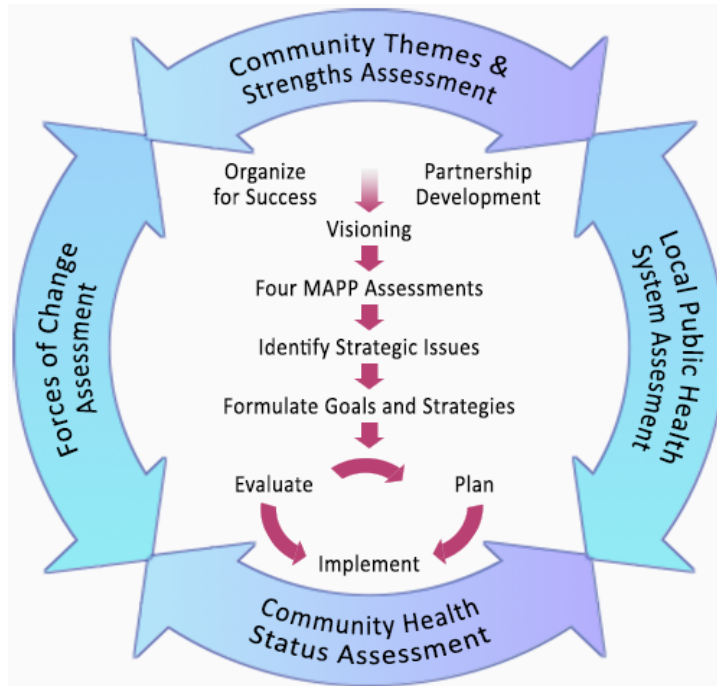 Community Themes &
Strengths Assessment
Organize
for Success
Partnership
Development
Visioning
Four MAPP Assessments
Identify Strategic Issues
Formulate Goals and Strategies
Evaluate
Plan
Implement
Forces of Change
Assessment
Local Public Health
System Assesment
Community Health
Status Assessment